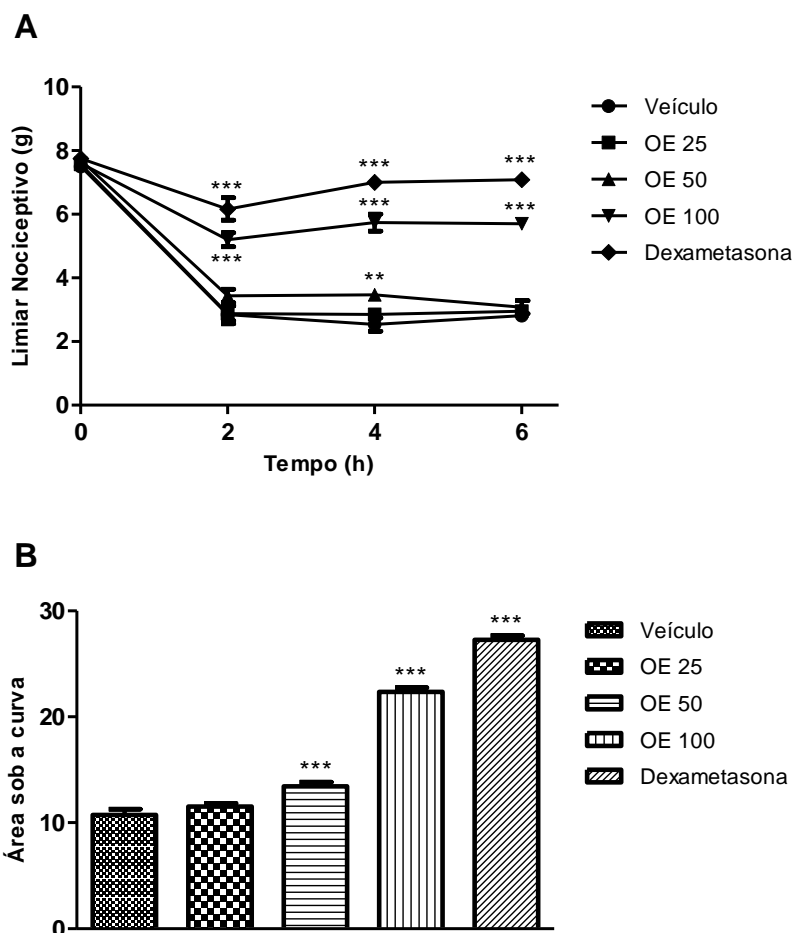 A
Limiar Nociceptivo (g)
10
8
6
4
2
0
***
***
***
***
***
***
**
0 2 4 6
Tempo (h)
Veículo
OE 25
OE 50
OE 100
Dexametasona
B
Área sob a curva
30
20
10
0
***
***
***
Veículo
OE 25
OE 50
OE 100
Dexametasona